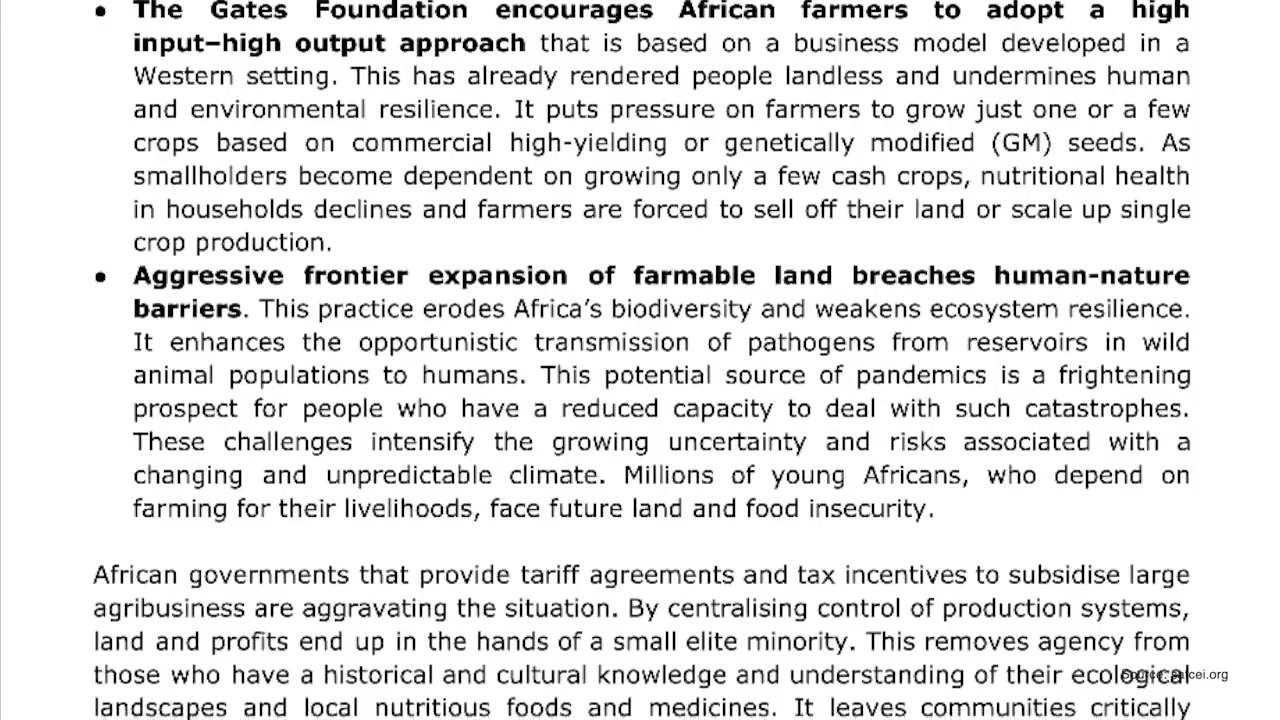 • The Gates Foundation encourages African farmers to adopt a high
input–high output approach that is based on a business model developed in a
Western setting. This has already rendered people landless and undermines human
and environmental resilience. It puts pressure on farmers to grow just one or a few
crops based on commercial high-yielding or genetically modified (GM) seeds. As
smallholders become dependent on growing only a few cash crops, nutritional health
in households declines and farmers are forced to sell off their land or scale up single
crop production.
• Aggressive frontier expansion of farmable land breaches human-nature
barriers. This practice erodes Africa’s biodiversity and weakens ecosystem resilience.
It enhances the opportunistic transmission of pathogens from reservoirs in wild
animal populations to humans. This potential source of pandemics is a frightening
prospect for people who have a reduced capacity to deal with such catastrophes.
These challenges intensify the growing uncertainty and risks associated with a
changing and unpredictable climate. Millions of young Africans, who depend on
farming for their livelihoods, face future land and food insecurity.
African governments that provide tariff agreements and tax incentives to subsidise large
agribusiness are aggravating the situation. By centralising control of production systems,
land and profits end up in the hands of a small elite minority. This removes agency from
those who have a historical and cultural knowledge and understanding of their ecological
Source: safcei.org
landscapes and local nutritious foods and medicines. It leaves communities critically